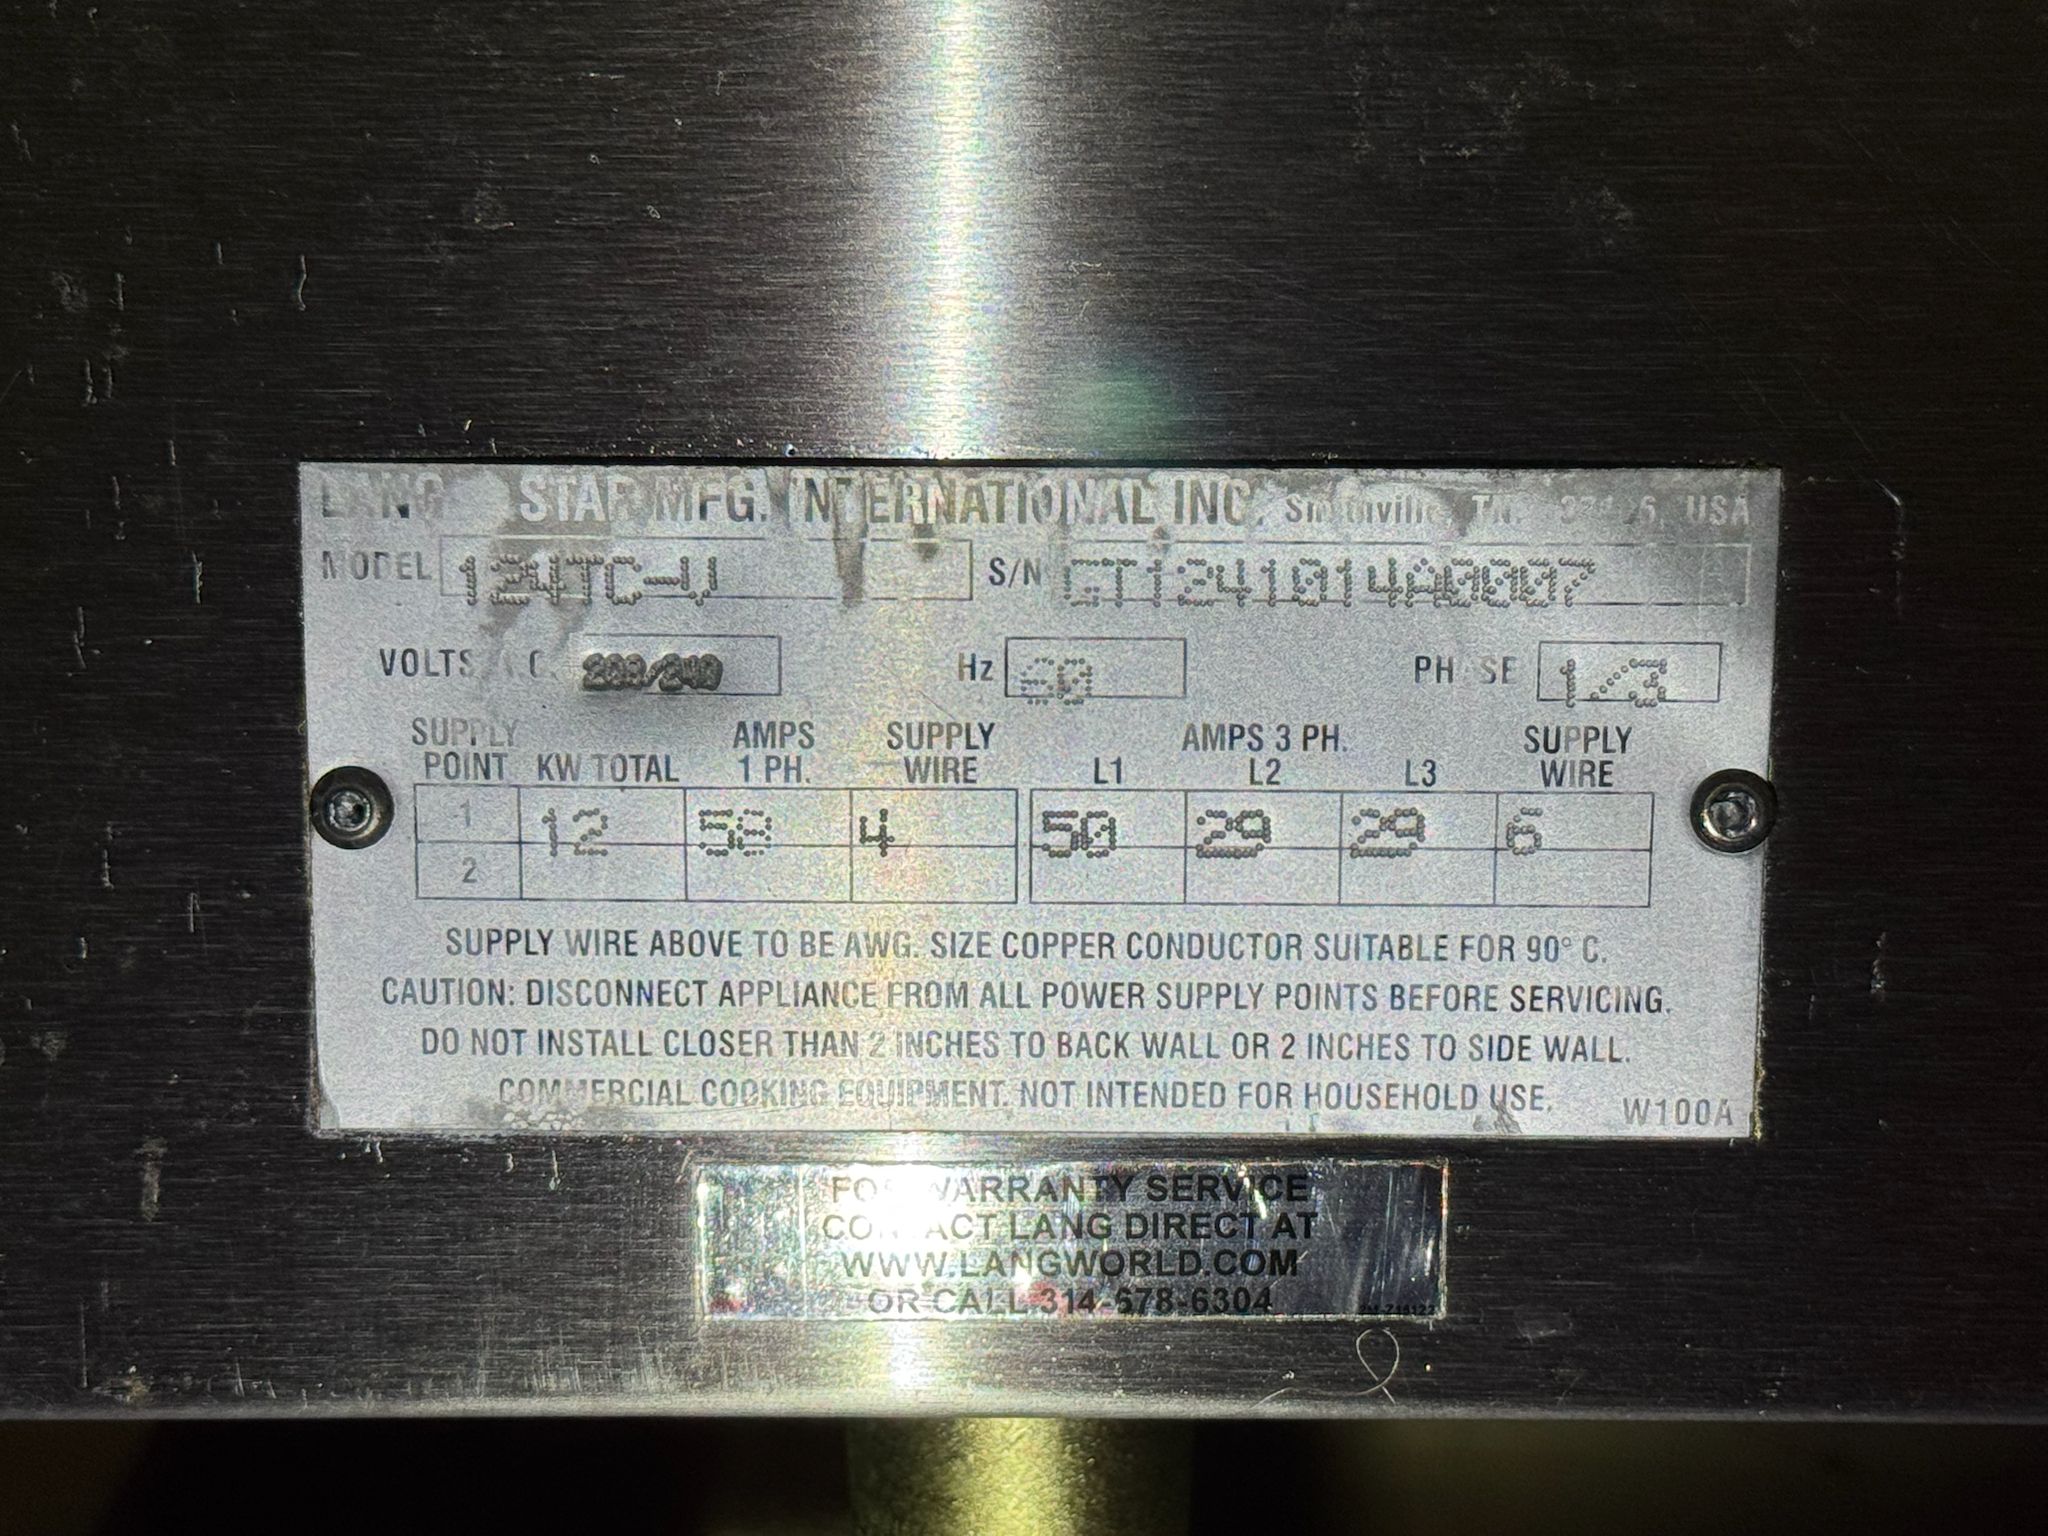 LANG STAR MFG. INTERNATIONAL INC. Smithville, TN. USA
MODEL 124TC-V S/N
VOLTS A.C. 208/240 Hz 60 PHASE 1/3
SUPPLY POINT KW TOTAL AMPS 1 PH. SUPPLY WIRE AMPS 3 PH. L1 L2 L3 SUPPLY WIRE
1 12 58 4 50 29 29 6
2
SUPPLY WIRE ABOVE TO BE AWG. SIZE COPPER CONDUCTOR SUITABLE FOR 90° C.
CAUTION: DISCONNECT APPLIANCE FROM ALL POWER SUPPLY POINTS BEFORE SERVICING.
DO NOT INSTALL CLOSER THAN 2 INCHES TO BACK WALL OR 2 INCHES TO SIDE WALL.
COMMERCIAL COOKING EQUIPMENT. NOT INTENDED FOR HOUSEHOLD USE.
W100A
FOR WARRANTY SERVICE
CONTACT LANG DIRECT AT
WWW.LANGWORLD.COM
OR CALL 314-678-6304